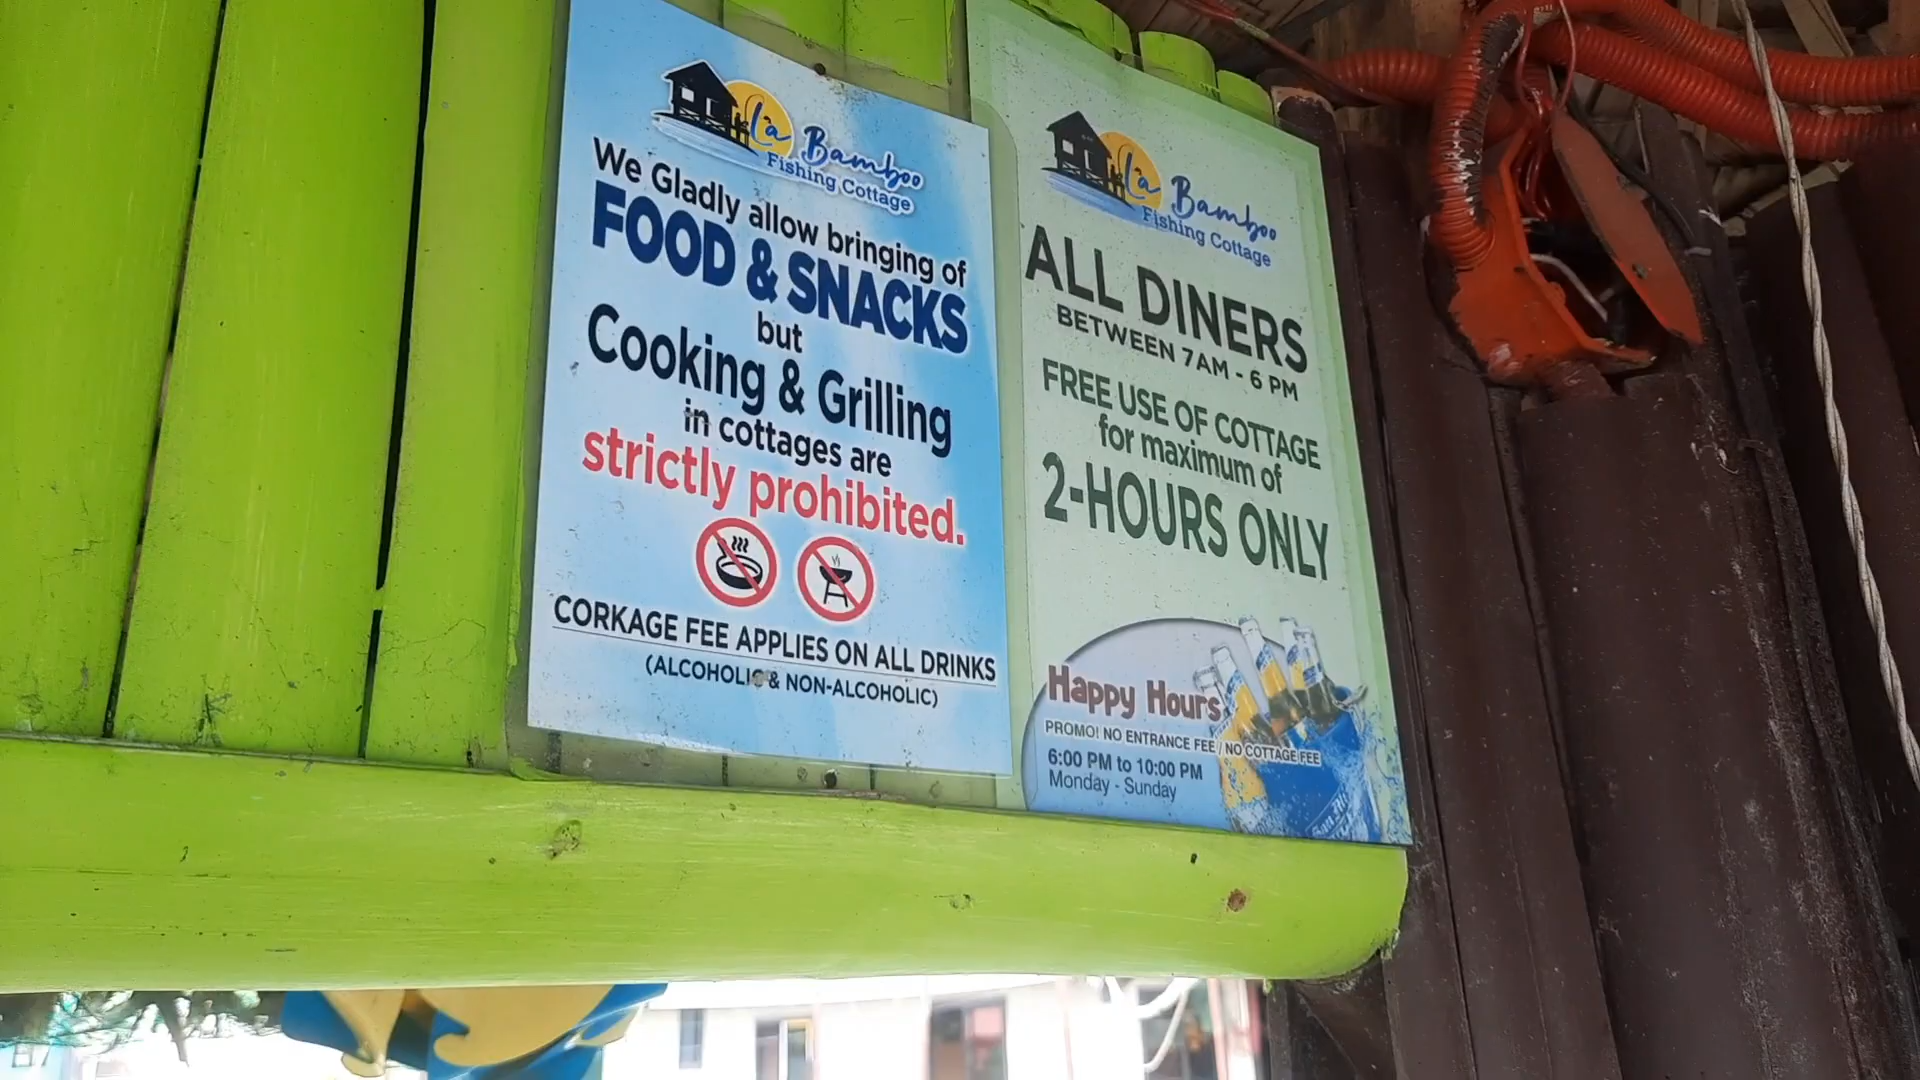 La Bamboo
Fishing Cottage
We Gladly allow bringing of
FOOD & SNACKS
but
Cooking & Grilling
in cottages are
strictly prohibited.
CORKAGE FEE APPLIES ON ALL DRINKS
(ALCOHOLIC & NON-ALCOHOLIC)
La Bamboo
Fishing Cottage
ALL DINERS
BETWEEN 7AM - 6 PM
FREE USE OF COTTAGE
for maximum of
2-HOURS ONLY
Happy Hours
PROMO! NO ENTRANCE FEE / NO COTTAGE FEE
6:00 PM to 10:00 PM
Monday - Sunday